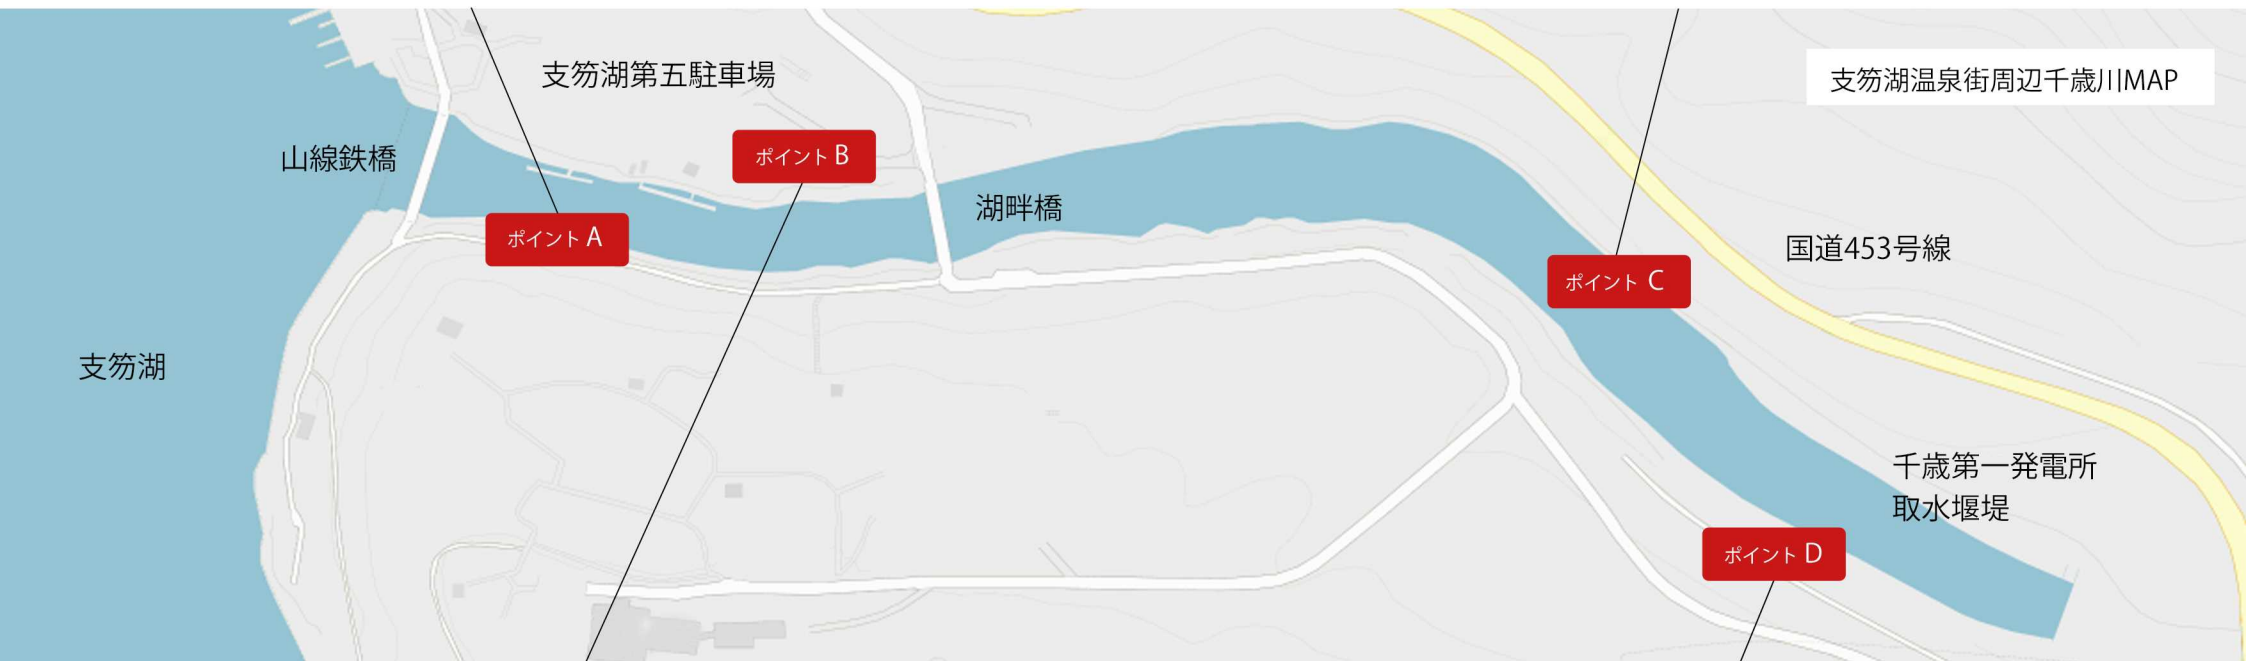 支笏湖第五駐車場
支笏湖温泉街周辺千歳川MAP
山線鉄橋
ポイント B
湖畔橋
ポイント A
国道453号線
ポイント C
支笏湖
千歳第一発電所
取水堰堤
ポイント D